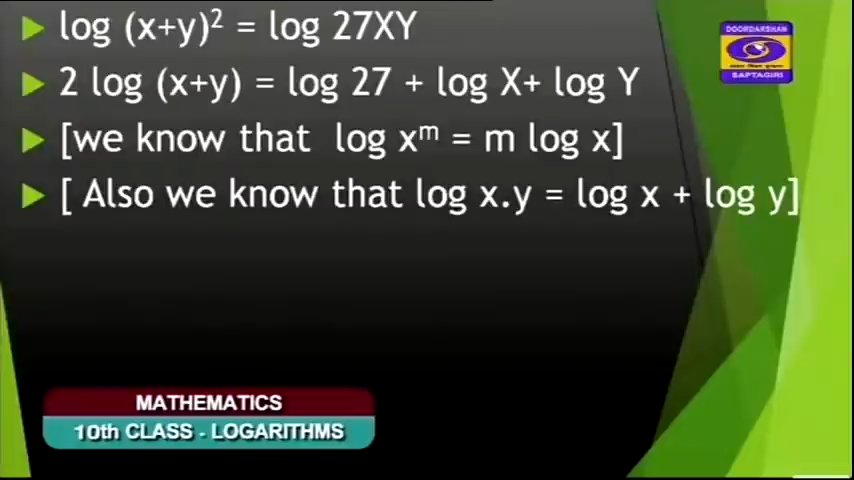 log (x+y)² = log 27XY
2 log (x+y) = log 27 + log X+ log Y
[we know that log xᵐ = m log x]
[ Also we know that log x.y = log x + log y]
DOORDARSHAN
SAPTAGIRI
MATHEMATICS
10th CLASS - LOGARITHMS